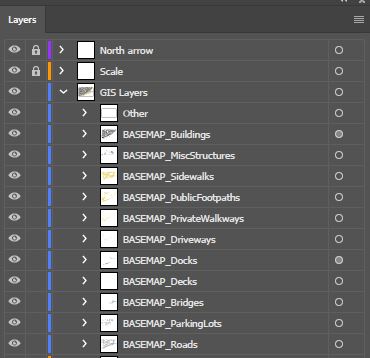 Layers
North arrow
Scale
GIS Layers
Other
BASEMAP_Buildings
BASEMAP_MiscStructures
BASEMAP_Sidewalks
BASEMAP_PublicFootpaths
BASEMAP_PrivateWalkways
BASEMAP_Driveways
BASEMAP_Docks
BASEMAP_Decks
BASEMAP_Bridges
BASEMAP_ParkingLots
BASEMAP_Roads